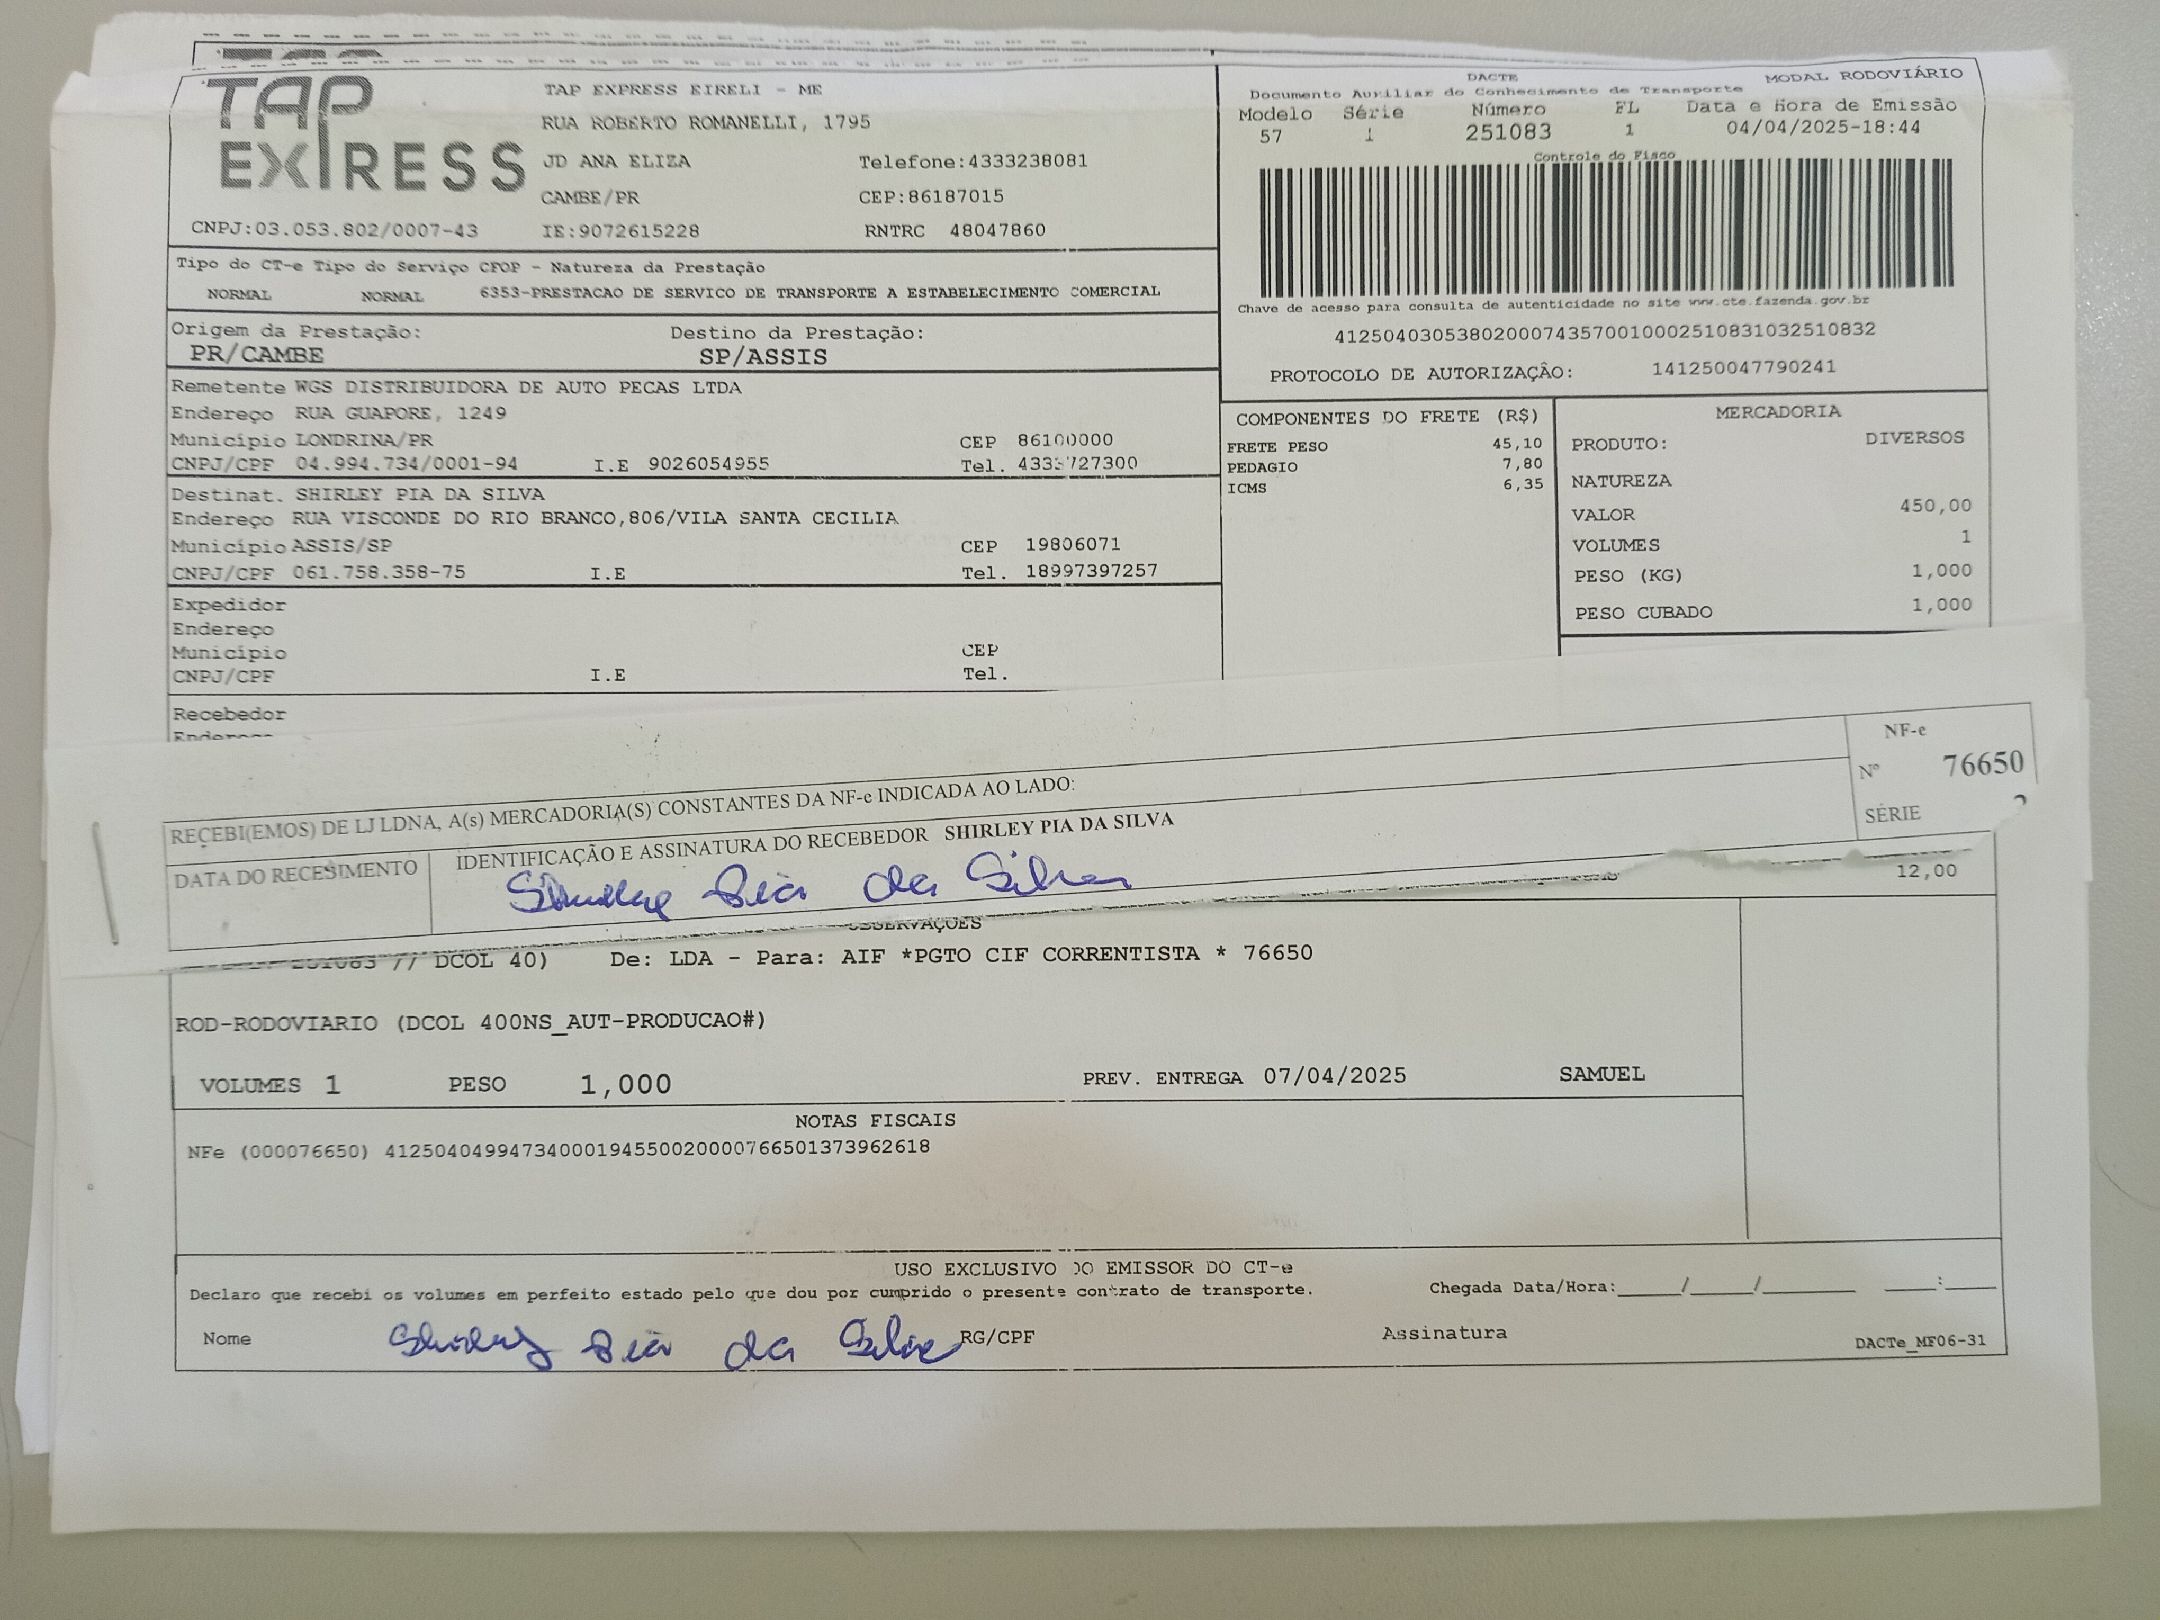 TAP EXPRESS
TAP EXPRESS EIRELI - ME
RUA ROBERTO ROMANELLI, 1795
JD ANA ELIZA Telefone:4333238081
CAMBE/PR CEP:86187015
CNPJ:03.053.802/0007-43 IE:9072615228 RNTRC 48047860
DACTE MODAL RODOVIÁRIO
Documento Auxiliar do Conhecimento de Transporte
Modelo Série Número FL Data e Hora de Emissão
57 1 251083 1 04/04/2025-18:44
Controle do Fisco
Chave de acesso para consulta de autenticidade no site www.cte.fazenda.gov.br
41250403053802000743570010002510831032510832
PROTOCOLO DE AUTORIZAÇÃO: 141250047790241
Tipo do CT-e Tipo do Serviço CFOP - Natureza da Prestação
NORMAL NORMAL 6353-PRESTACAO DE SERVICO DE TRANSPORTE A ESTABELECIMENTO COMERCIAL
Origem da Prestação: Destino da Prestação:
PR/CAMBE SP/ASSIS
Remetente WGS DISTRIBUIDORA DE AUTO PECAS LTDA
Endereço RUA GUAPORE, 1249
Município LONDRINA/PR CEP 86100000
CNPJ/CPF 04.994.734/0001-94 I.E 9026054955 Tel.
Destinat. SHIRLEY PIA DA SILVA
Endereço RUA VISCONDE DO RIO BRANCO,806/VILA SANTA CECILIA
Município ASSIS/SP CEP 19806071
CNPJ/CPF 061.758.358-75 I.E Tel. 18997397257
Expedidor
Endereço
Município CEP
CNPJ/CPF I.E Tel.
Recebedor
COMPONENTES DO FRETE (R$)
FRETE PESO 45,10
PEDAGIO 7,80
ICMS 6,35
MERCADORIA
PRODUTO: DIVERSOS
NATUREZA
VALOR 450,00
VOLUMES 1
PESO (KG) 1,000
PESO CUBADO 1,000
RECEBI(EMOS) DE LJ LDNA, A(s) MERCADORIA(S) CONSTANTES DA NF-e INDICADA AO LADO:
DATA DO RECEBIMENTO IDENTIFICAÇÃO E ASSINATURA DO RECEBEDOR SHIRLEY PIA DA SILVA
Shirley Pia da Silva
NF-e
Nº 76650
SÉRIE
12,00
OBSERVAÇÕES
251083 // DCOL 40) De: LDA - Para: AIF *PGTO CIF CORRENTISTA * 76650
ROD-RODOVIARIO (DCOL 400NS_AUT-PRODUCAO#)
VOLUMES 1 PESO 1,000 PREV. ENTREGA 07/04/2025 SAMUEL
NOTAS FISCAIS
NFe (000076650) 41250404994734000194550020000766501373962618
USO EXCLUSIVO DO EMISSOR DO CT-e
Declaro que recebi os volumes em perfeito estado pelo que dou por cumprido o presente contrato de transporte. Chegada Data/Hora:____/____/______ ____:____
Nome Shirley Pia da Silva RG/CPF Assinatura DACTe_MF06-31